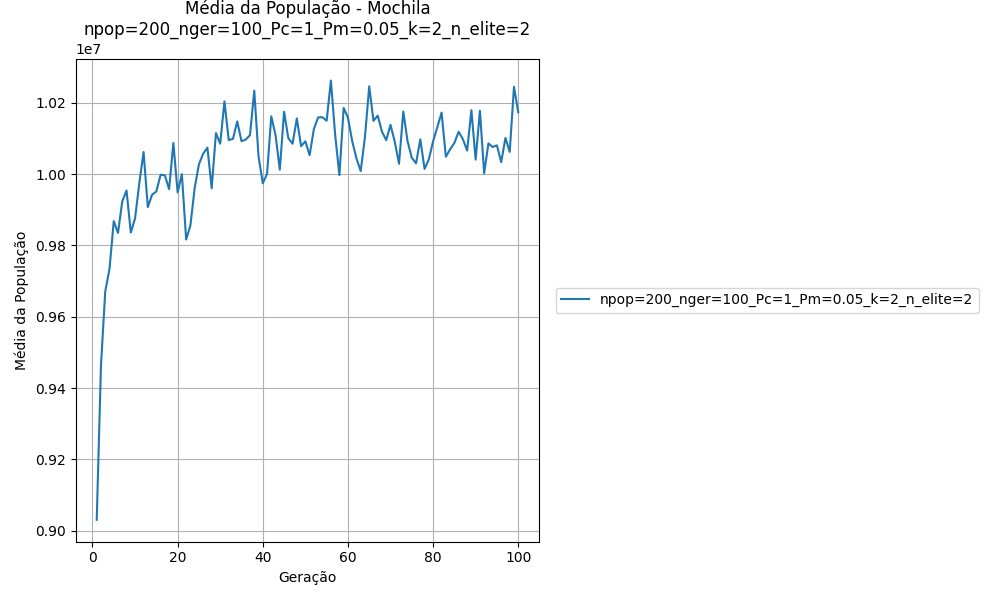 Média da População - Mochila
npop=200_nger=100_Pc=1_Pm=0.05_k=2_n_elite=2
1e7
1.02
1.00
0.98
0.96
0.94
0.92
0.90
Média da População
0 20 40 60 80 100
Geração
npop=200_nger=100_Pc=1_Pm=0.05_k=2_n_elite=2